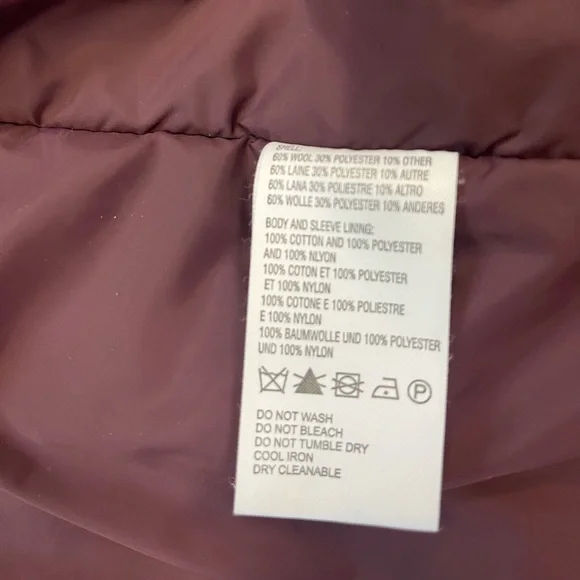 SHELL:
60% WOOL 30% POLYESTER 10% OTHER
60% LAINE 30% POLYESTER 10% AUTRE
60% LANA 30% POLIESTRE 10% ALTRO
60% WOLLE 30% POLYESTER 10% ANDERES
BODY AND SLEEVE LINING:
100% COTTON AND 100% POLYESTER
AND 100% NLYON
100% COTON ET 100% POLYESTER
ET 100% NYLON
100% COTONE E 100% POLIESTRE
E 100% NYLON
100% BAUMWOLLE UND 100% POLYESTER
UND 100% NYLON
P
DO NOT WASH
DO NOT BLEACH
DO NOT TUMBLE DRY
COOL IRON
DRY CLEANABLE